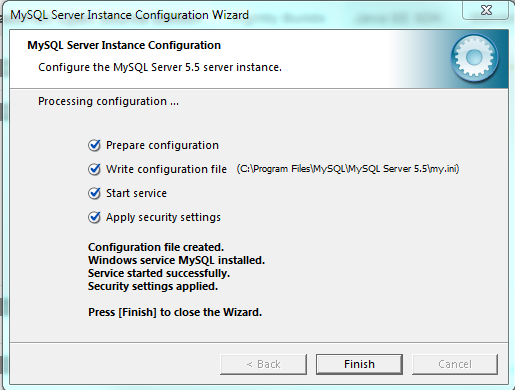 MySQL Server Instance Configuration Wizard
MySQL Server Instance Configuration
Configure the MySQL Server 5.5 server instance.
Processing configuration ...
Prepare configuration
Write configuration file (C:\Program Files\MySQL\MySQL Server 5.5\my.ini)
Start service
Apply security settings
Configuration file created.
Windows service MySQL installed.
Service started successfully.
Security settings applied.
Press [Finish] to close the Wizard.
< Back Finish Cancel